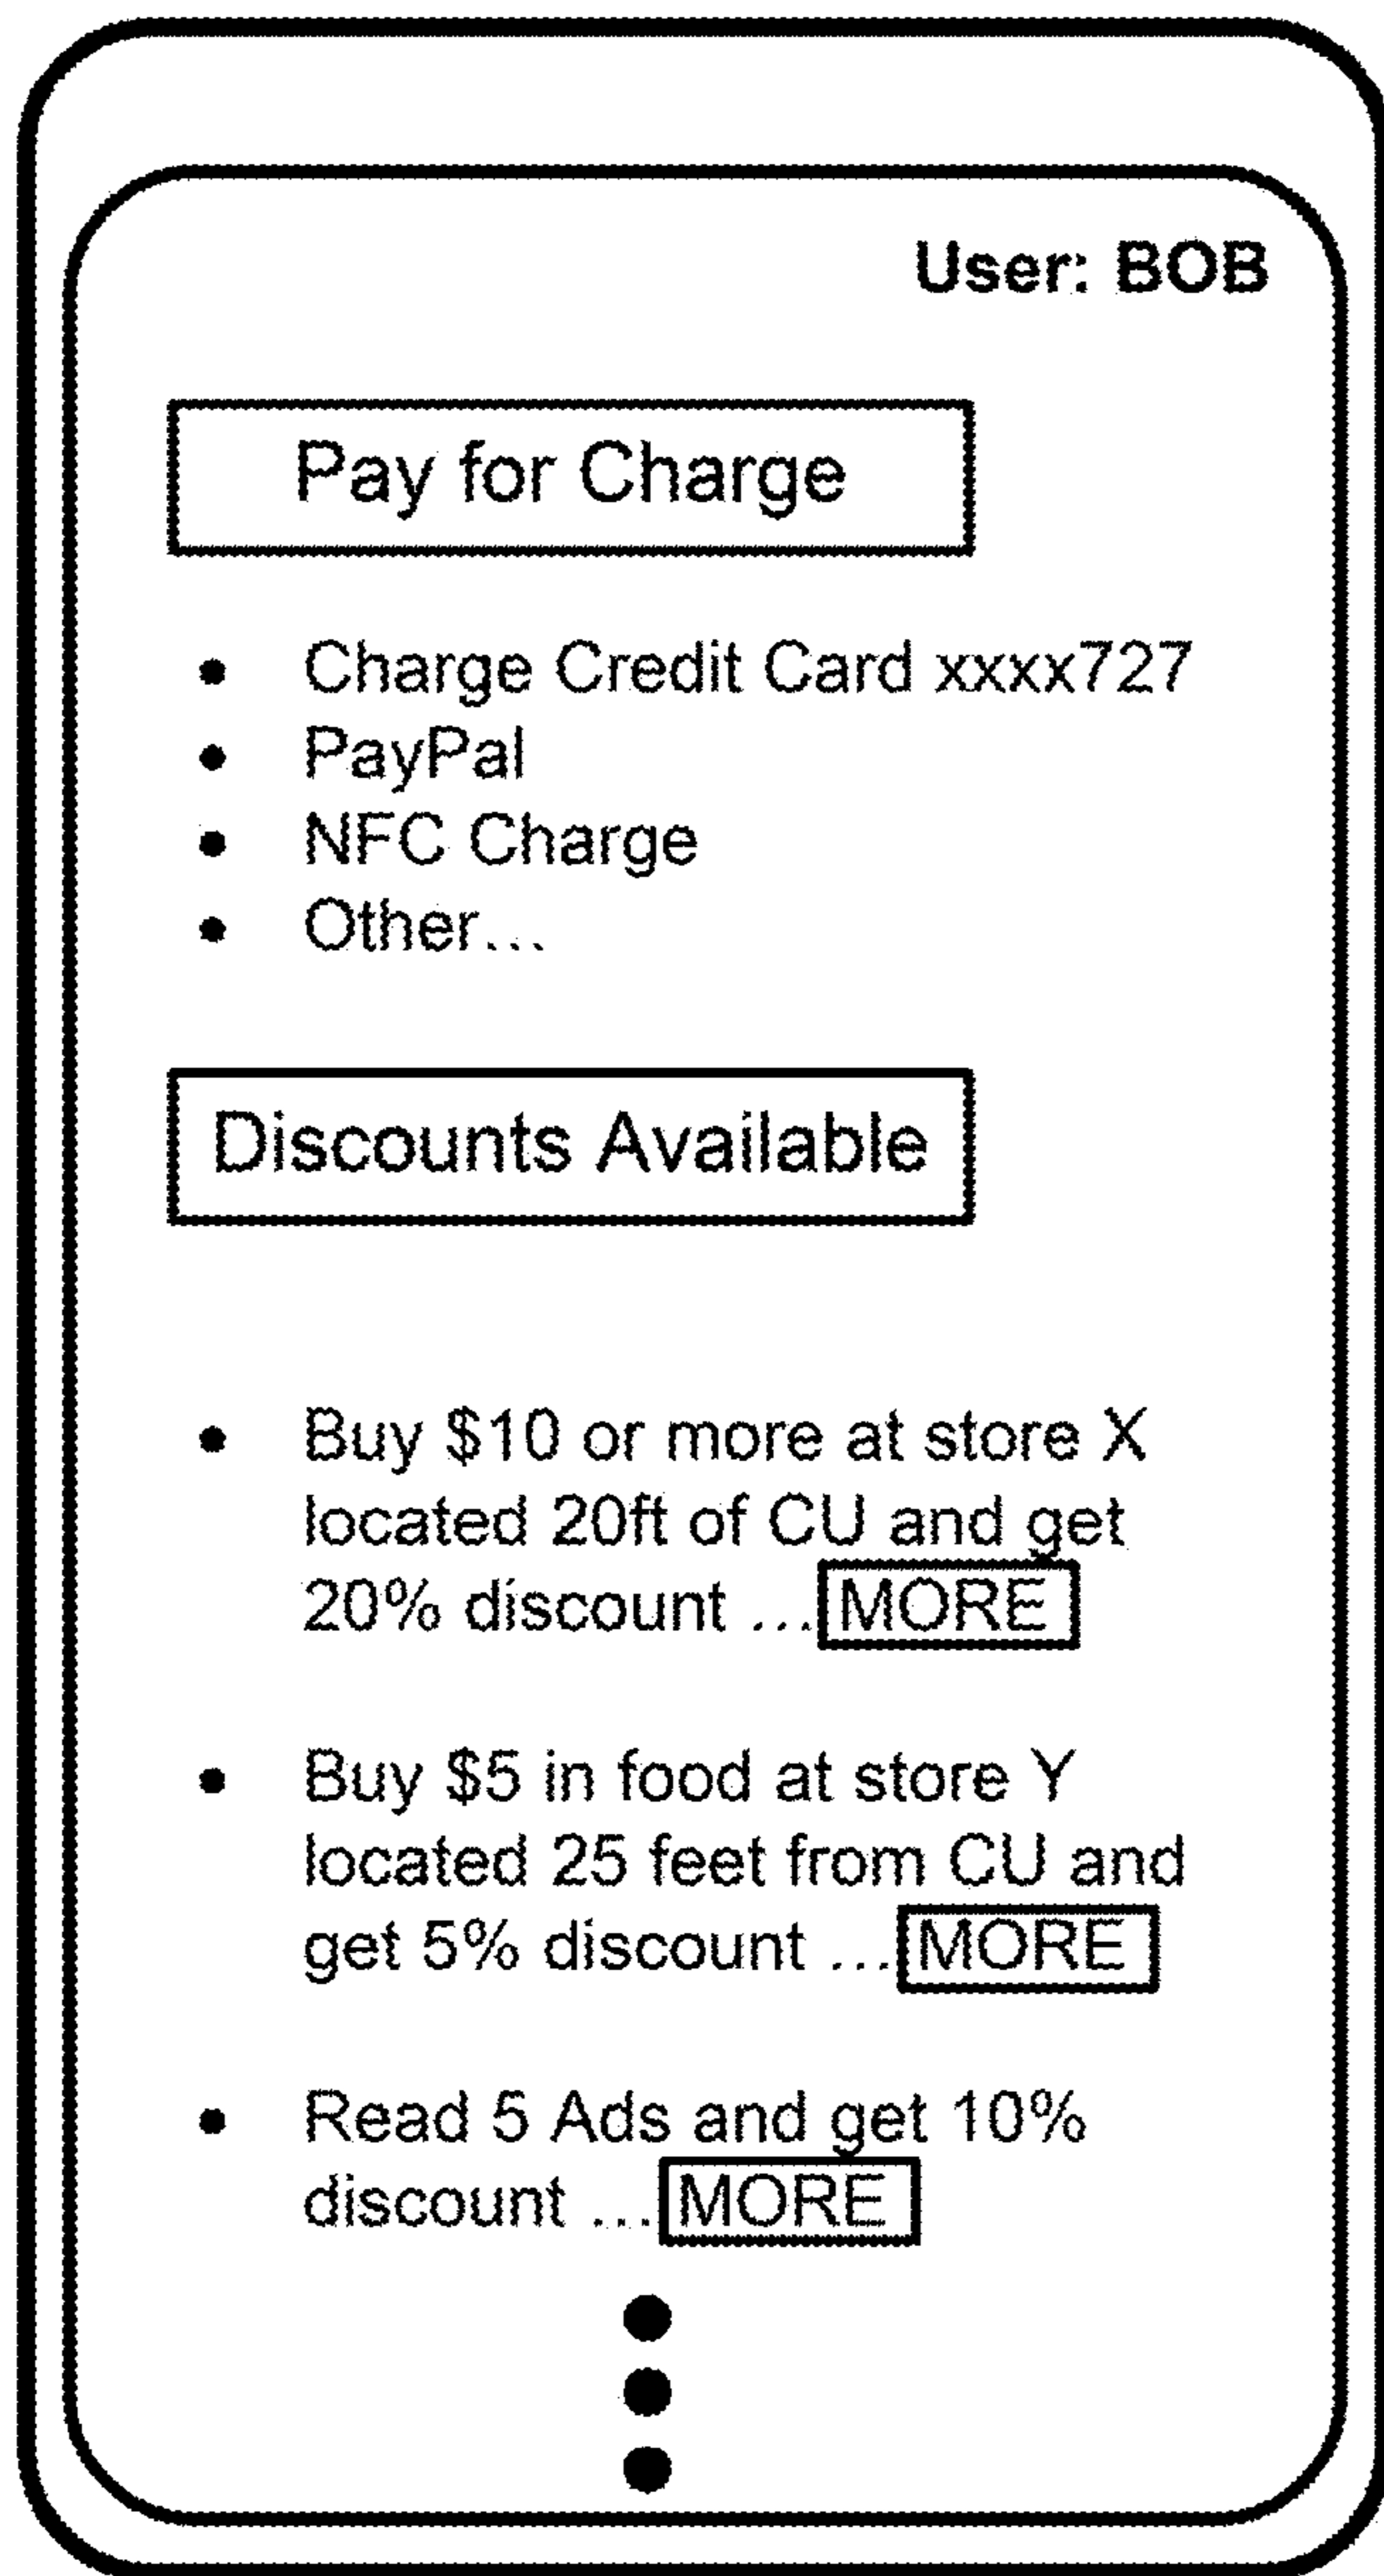 User: BOB
Pay for Charge
• Charge Credit Card xxxx727
• PayPal
• NFC Charge
• Other...
Discounts Available
• Buy $10 or more at store X
located 20ft of CU and get
20% discount ... MORE
• Buy $5 in food at store Y
located 25 feet from CU and
get 5% discount ... MORE
• Read 5 Ads and get 10%
discount ... MORE